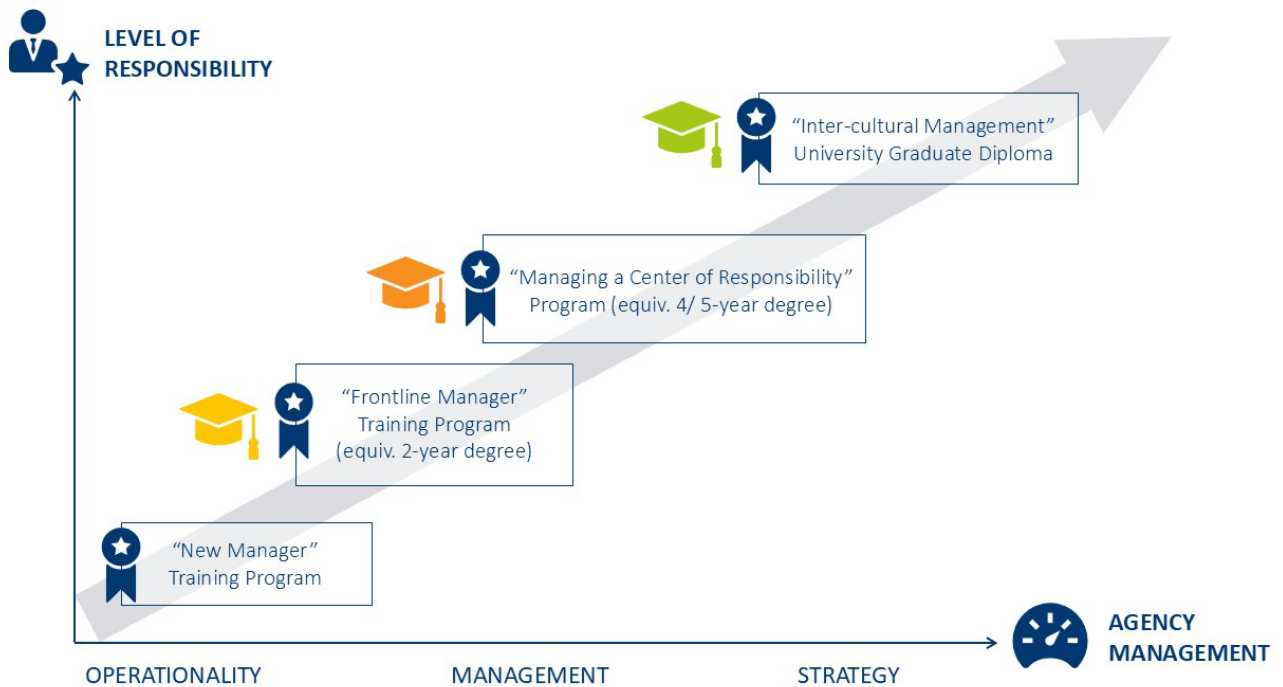 LEVEL OF
RESPONSIBILITY
“Inter-cultural Management”
University Graduate Diploma
“Managing a Center of Responsibility”
Program (equiv. 4/ 5-year degree)
“Frontline Manager”
Training Program
(equiv. 2-year degree)
“New Manager”
Training Program
AGENCY
MANAGEMENT
OPERATIONALITY
MANAGEMENT
STRATEGY